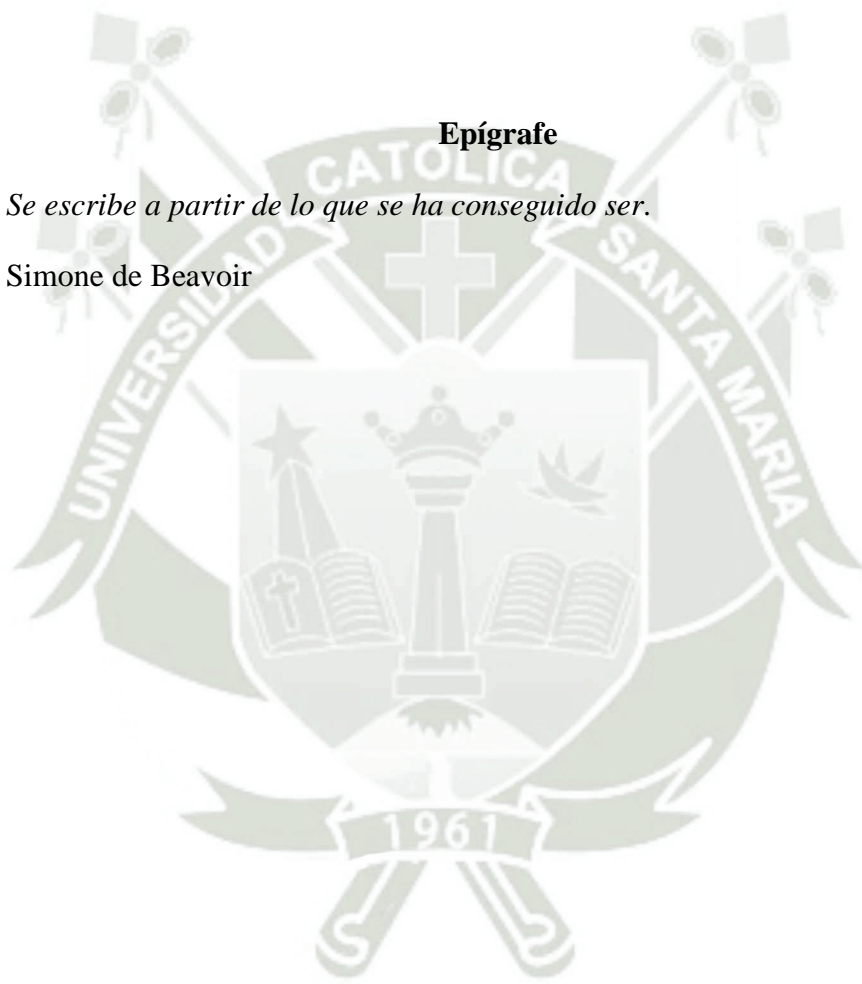 Epígrafe
CATOLICA
Se escribe a partir de lo que se ha conseguido ser.
UNIVERSIDAD
SANTA MARIA
Simone de Beavoir
1961